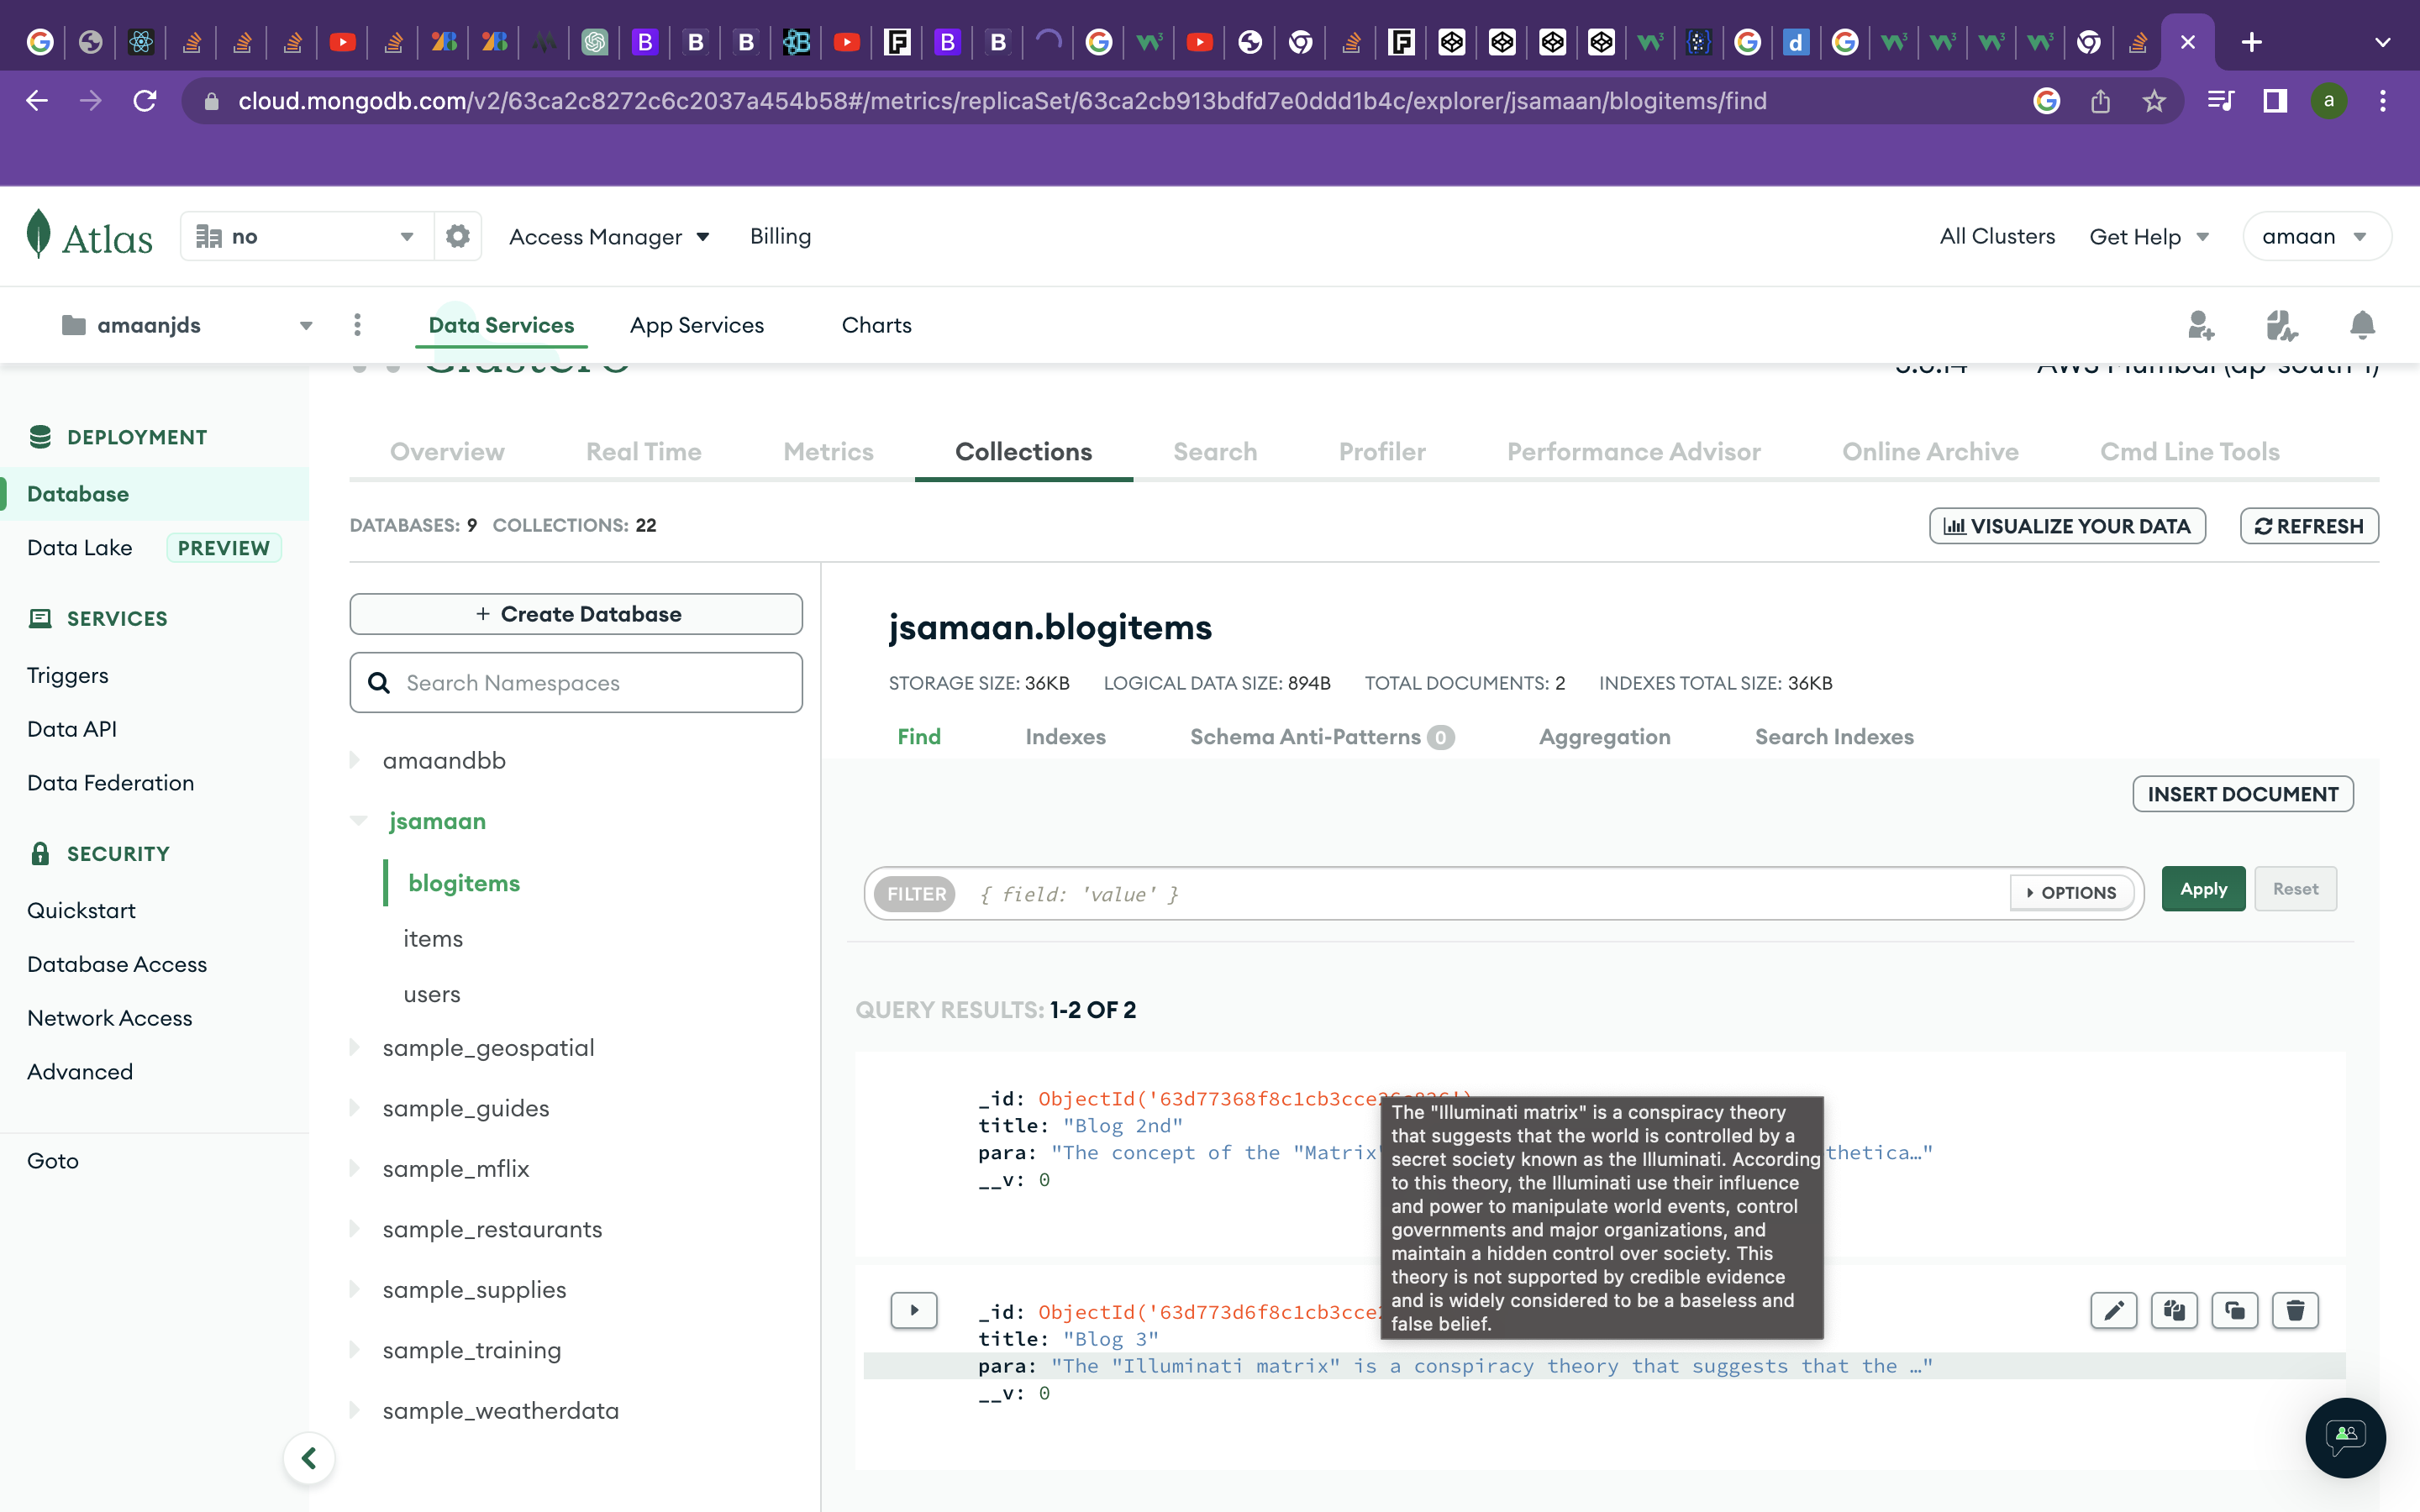 cloud.mongodb.com/v2/63ca2c8272c6c2037a454b58#/metrics/replicaSet/63ca2cb913bdfd7e0ddd1b4c/explorer/jsamaan/blogitems/find
a
Atlas
no
Access Manager
Billing
All Clusters
Get Help
amaan
amaanjds
Data Services
App Services
Charts
DEPLOYMENT
Database
Data Lake
PREVIEW
SERVICES
Triggers
Data API
Data Federation
SECURITY
Quickstart
Database Access
Network Access
Advanced
Goto
AWS Mumbai (ap-south-1)
Overview
Real Time
Metrics
Collections
Search
Profiler
Performance Advisor
Online Archive
Cmd Line Tools
DATABASES: 9 COLLECTIONS: 22
VISUALIZE YOUR DATA
REFRESH
+ Create Database
Search Namespaces
amaandbb
jsamaan
blogitems
items
users
sample_geospatial
sample_guides
sample_mflix
sample_restaurants
sample_supplies
sample_training
sample_weatherdata
jsamaan.blogitems
STORAGE SIZE: 36KB LOGICAL DATA SIZE: 894B TOTAL DOCUMENTS: 2 INDEXES TOTAL SIZE: 36KB
Find
Indexes
Schema Anti-Patterns 0
Aggregation
Search Indexes
INSERT DOCUMENT
FILTER { field: 'value' }
OPTIONS
Apply
Reset
QUERY RESULTS: 1-2 OF 2
_id: ObjectId('63d77368f8c1cb3cce
title: "Blog 2nd"
para: "The concept of the "Matrix" thetica…"
__v: 0
_id: ObjectId('63d773d6f8c1cb3cce
title: "Blog 3"
para: "The "Illuminati matrix" is a conspiracy theory that suggests that the …"
__v: 0
The "Illuminati matrix" is a conspiracy theory
that suggests that the world is controlled by a
secret society known as the Illuminati. According
to this theory, the Illuminati use their influence
and power to manipulate world events, control
governments and major organizations, and
maintain a hidden control over society. This
theory is not supported by credible evidence
and is widely considered to be a baseless and
false belief.